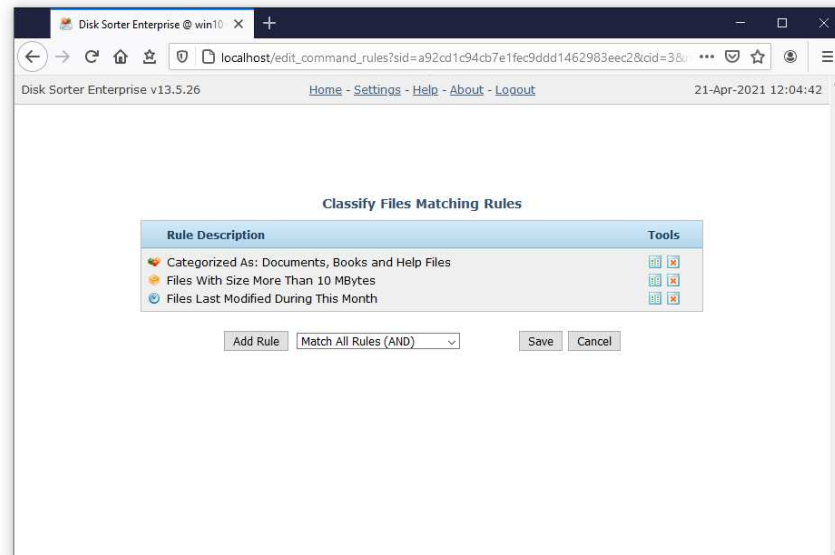 Disk Sorter Enterprise @ win10
localhost/edit_command_rules?sid=a92cd1c94cb7e1fec9ddd1462983eec2&cid=3&
Disk Sorter Enterprise v13.5.26 Home - Settings - Help - About - Logout 21-Apr-2021 12:04:42
Classify Files Matching Rules
Rule Description Tools
Categorized As: Documents, Books and Help Files
Files With Size More Than 10 MBytes
Files Last Modified During This Month
Add Rule Match All Rules (AND) Save Cancel